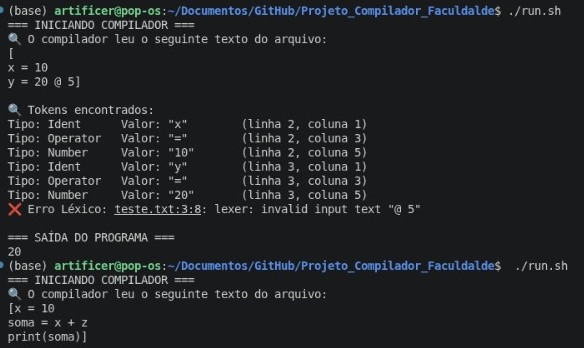 (base) artificer@pop-os:~/Documentos/GitHub/Projeto_Compilador_Faculdalde$ ./run.sh
=== INICIANDO COMPILADOR ===
🔍 O compilador leu o seguinte texto do arquivo:
[
x = 10
y = 20 @ 5]

🔍 Tokens encontrados:
Tipo: Ident      Valor: "x"        (linha 2, coluna 1)
Tipo: Operator   Valor: "="        (linha 2, coluna 3)
Tipo: Number     Valor: "10"       (linha 2, coluna 5)
Tipo: Ident      Valor: "y"        (linha 3, coluna 1)
Tipo: Operator   Valor: "="        (linha 3, coluna 3)
Tipo: Number     Valor: "20"       (linha 3, coluna 5)
❌ Erro Léxico: teste.txt:3:8: lexer: invalid input text "@ 5"

=== SAÍDA DO PROGRAMA ===
20
(base) artificer@pop-os:~/Documentos/GitHub/Projeto_Compilador_Faculdalde$  ./run.sh
=== INICIANDO COMPILADOR ===
🔍 O compilador leu o seguinte texto do arquivo:
[x = 10
soma = x + z
print(soma)]